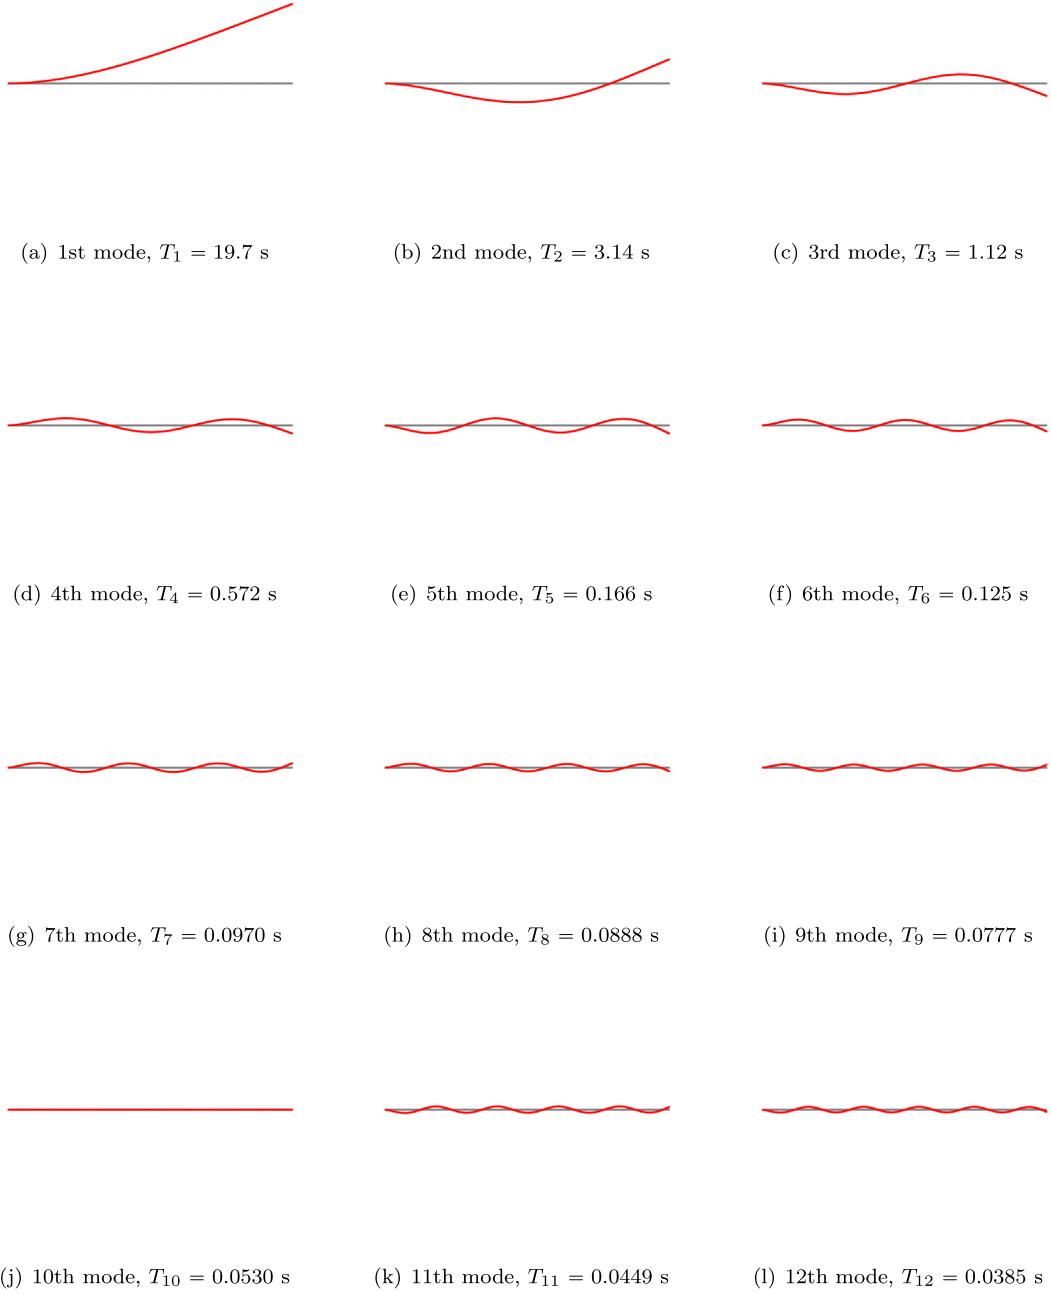 (a) 1st mode, T₁ = 19.7 s
(b) 2nd mode, T₂ = 3.14 s
(c) 3rd mode, T₃ = 1.12 s
(d) 4th mode, T₄ = 0.572 s
(e) 5th mode, T₅ = 0.166 s
(f) 6th mode, T₆ = 0.125 s
(g) 7th mode, T₇ = 0.0970 s
(h) 8th mode, T₈ = 0.0888 s
(i) 9th mode, T₉ = 0.0777 s
(j) 10th mode, T₁₀ = 0.0530 s
(k) 11th mode, T₁₁ = 0.0449 s
(l) 12th mode, T₁₂ = 0.0385 s